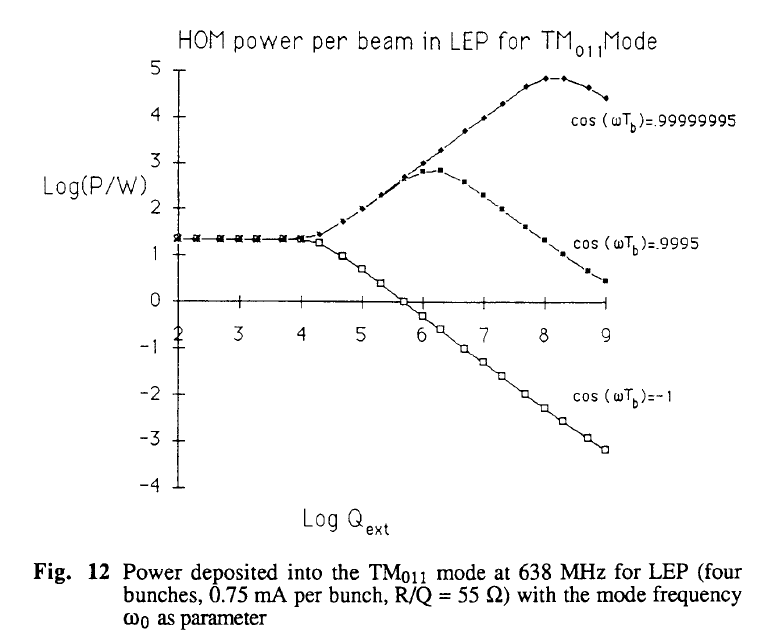 HOM power per beam in LEP for TM011Mode
5
4
cos (ωTb)=.99999995
3
Log(P/W)
2
cos (ωTb)=.9995
1
0
2 3 4 5 6 7 8 9
-1
-2
cos (ωTb)=-1
-3
-4
Log Qext
Fig. 12 Power deposited into the TM011 mode at 638 MHz for LEP (four
bunches, 0.75 mA per bunch, R/Q = 55 Ω) with the mode frequency
ω0 as parameter